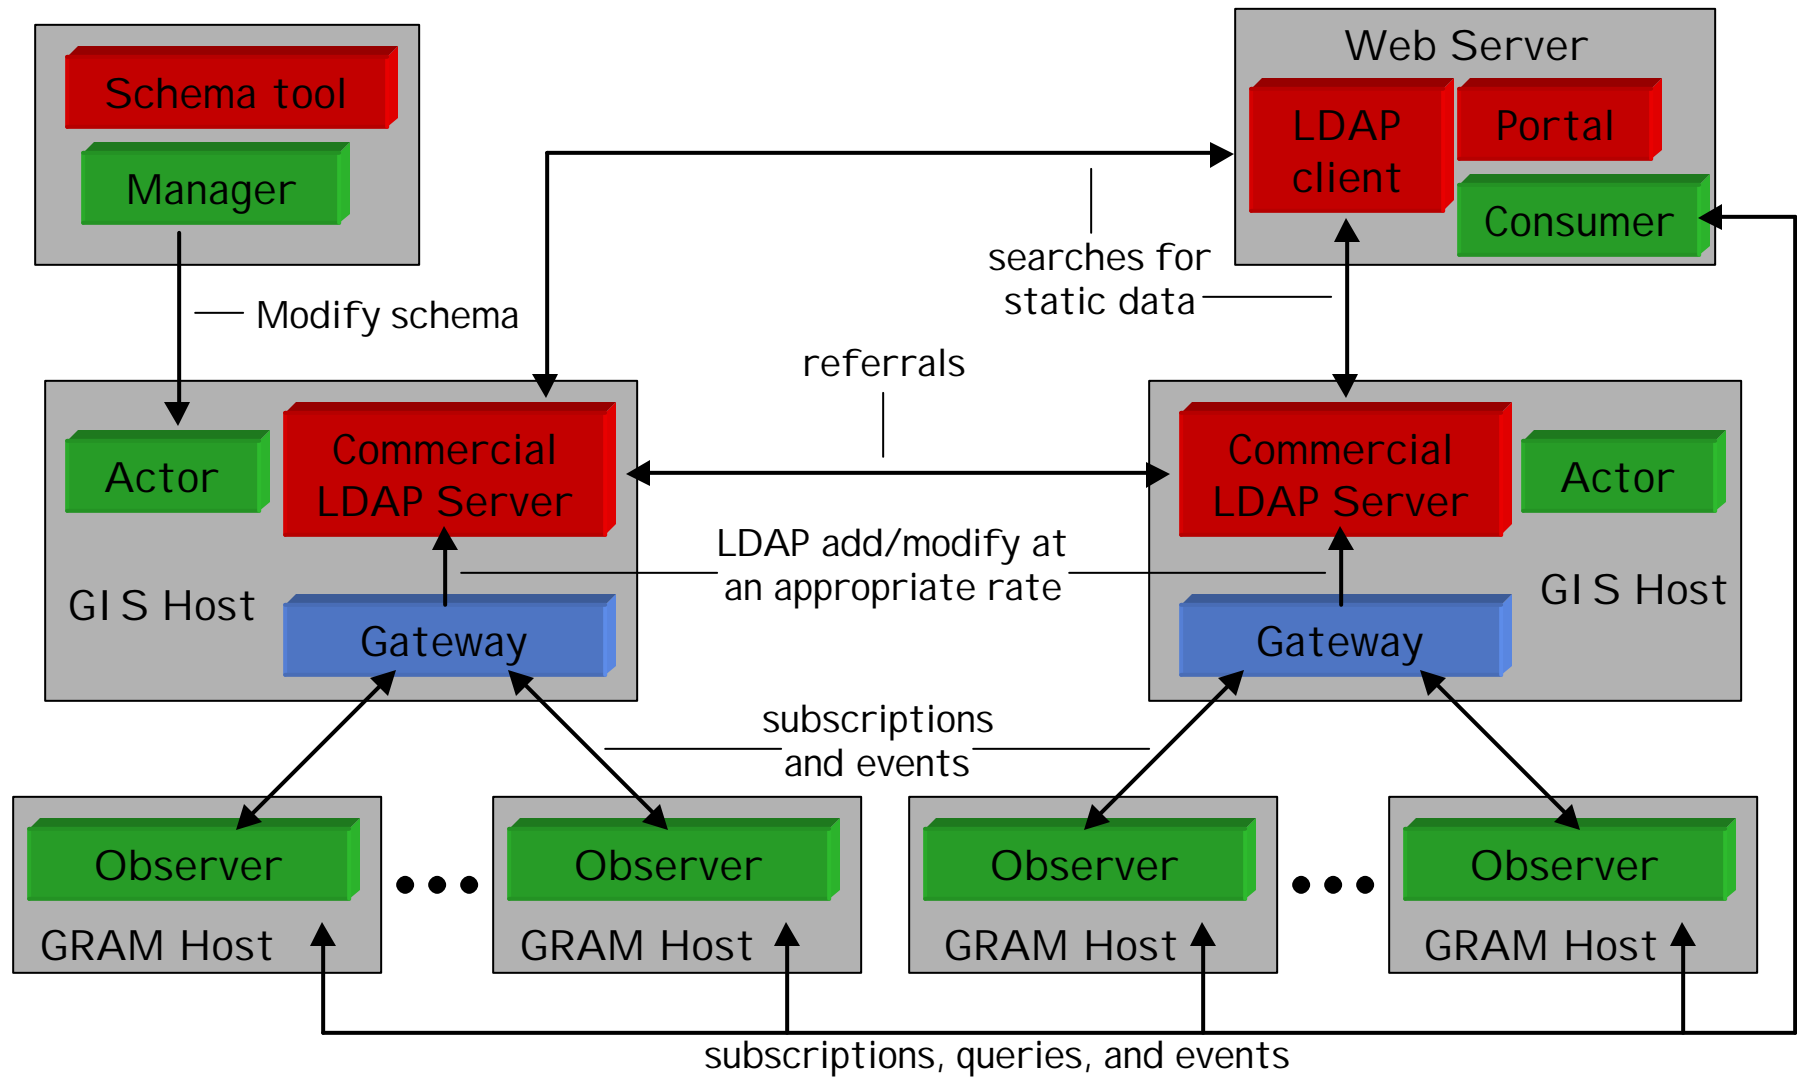 Schema tool
Manager
Web Server
LDAP
client
Portal
Consumer
searches for
static data
Modify schema
referrals
Actor
Commercial
LDAP Server
GIS Host
Gateway
LDAP add/modify at
an appropriate rate
Commercial
LDAP Server
Actor
GIS Host
Gateway
subscriptions
and events
Observer
GRAM Host
Observer
GRAM Host
Observer
GRAM Host
Observer
GRAM Host
subscriptions, queries, and events